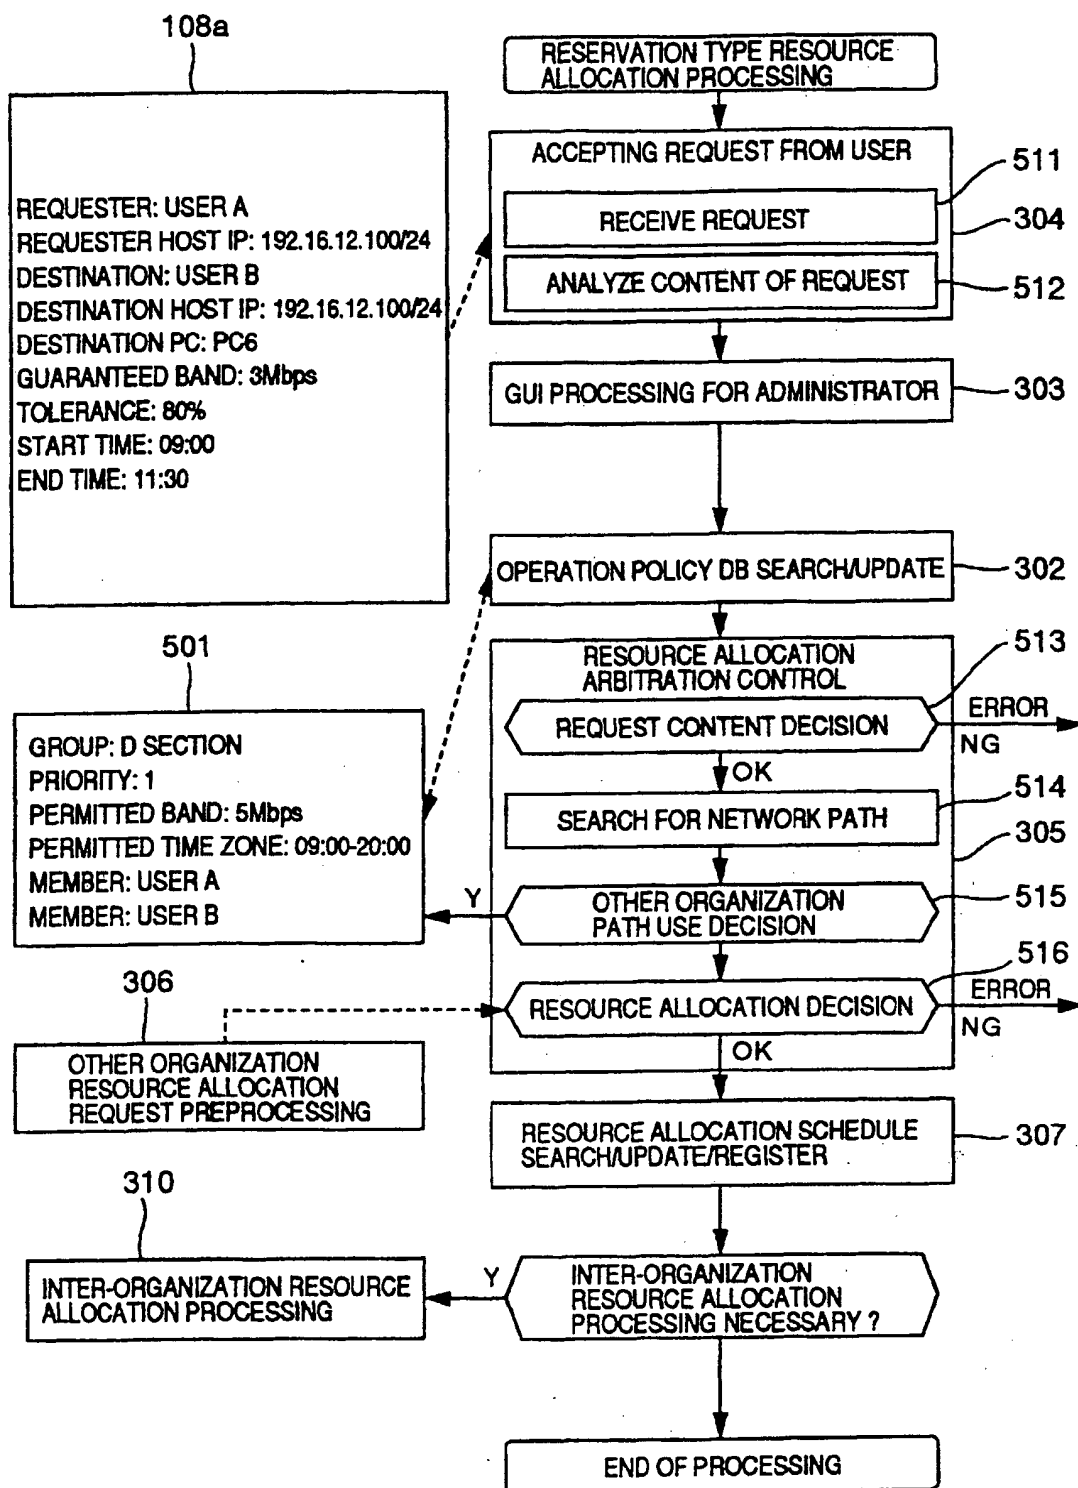 108a
RESERVATION TYPE RESOURCE
ALLOCATION PROCESSING
REQUESTER: USER A
REQUESTER HOST IP: 192.16.12.100/24
DESTINATION: USER B
DESTINATION HOST IP: 192.16.12.100/24
DESTINATION PC: PC6
GUARANTEED BAND: 3Mbps
TOLERANCE: 80%
START TIME: 09:00
END TIME: 11:30
ACCEPTING REQUEST FROM USER
511
RECEIVE REQUEST
304
ANALYZE CONTENT OF REQUEST
512
GUI PROCESSING FOR ADMINISTRATOR
303
OPERATION POLICY DB SEARCH/UPDATE
302
501
GROUP: D SECTION
PRIORITY: 1
PERMITTED BAND: 5Mbps
PERMITTED TIME ZONE: 09:00-20:00
MEMBER: USER A
MEMBER: USER B
RESOURCE ALLOCATION
ARBITRATION CONTROL
513
REQUEST CONTENT DECISION
ERROR
NG
OK
514
SEARCH FOR NETWORK PATH
305
Y
OTHER ORGANIZATION
PATH USE DECISION
515
516
RESOURCE ALLOCATION DECISION
ERROR
NG
OK
306
OTHER ORGANIZATION
RESOURCE ALLOCATION
REQUEST PREPROCESSING
RESOURCE ALLOCATION SCHEDULE
SEARCH/UPDATE/REGISTER
307
310
INTER-ORGANIZATION RESOURCE
ALLOCATION PROCESSING
Y
INTER-ORGANIZATION
RESOURCE ALLOCATION
PROCESSING NECESSARY ?
END OF PROCESSING